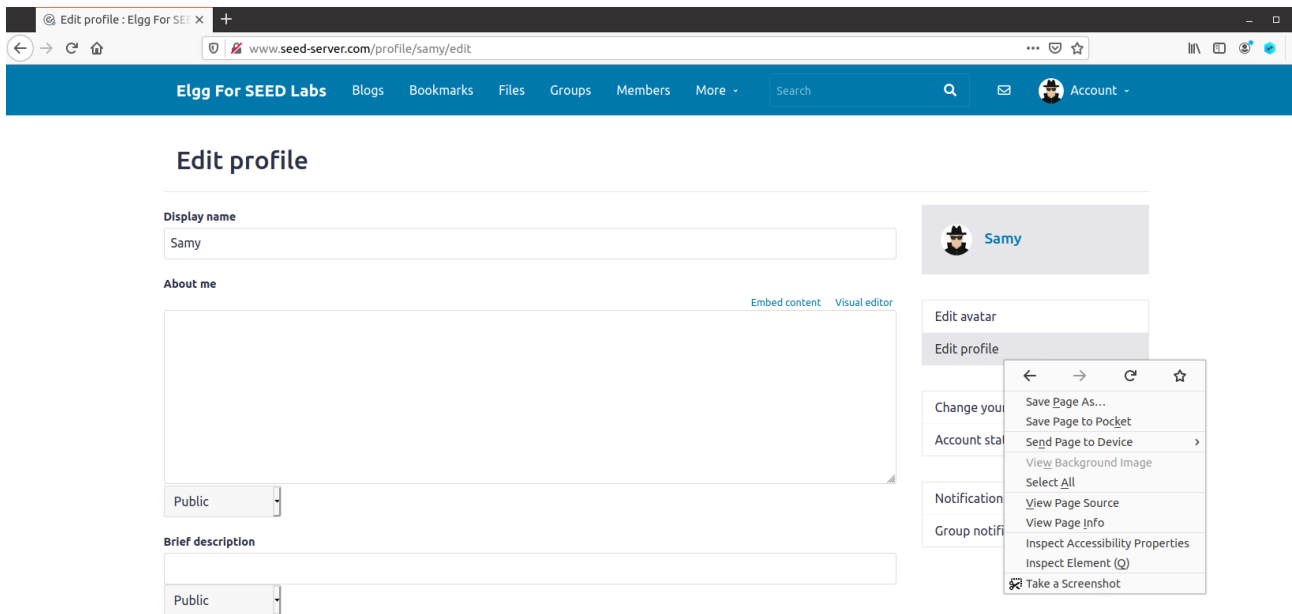 Edit profile : Elgg For SE
www.seed-server.com/profile/samy/edit
Elgg For SEED Labs Blogs Bookmarks Files Groups Members More Search Account
Edit profile
Display name
Samy
Samy
About me
Embed content Visual editor
Edit avatar
Edit profile
Save Page As…
Change your
Save Page to Pocket
Account sta
Send Page to Device
View Background Image
Select All
Public
Notification
View Page Source
View Page Info
Group notifi
Brief description
Inspect Accessibility Properties
Inspect Element (Q)
Take a Screenshot
Public